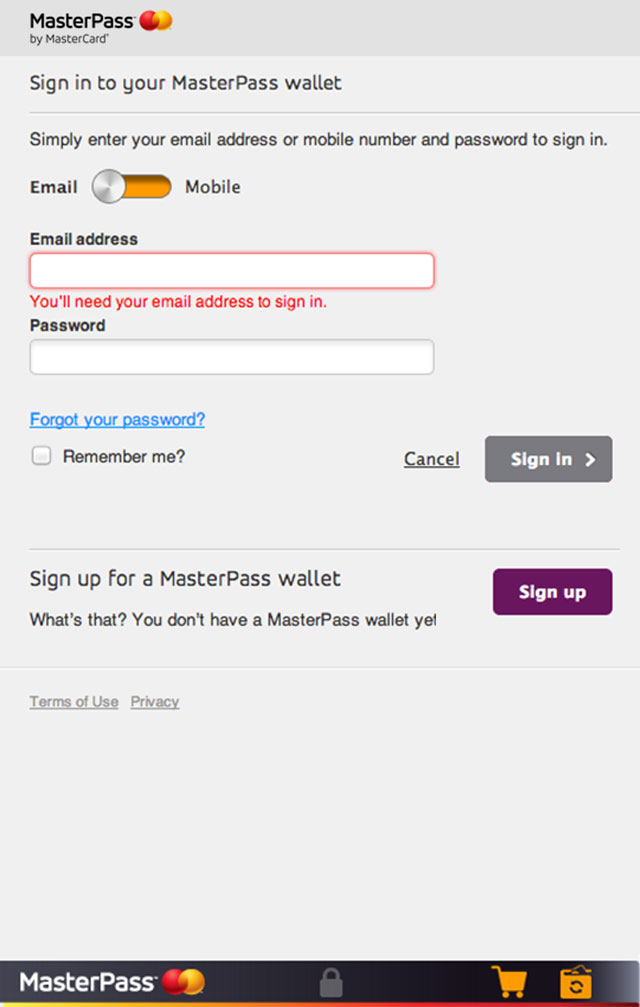 MasterPass
by MasterCard
Sign in to your MasterPass wallet
Simply enter your email address or mobile number and password to sign in.
Email Mobile
Email address
You'll need your email address to sign in.
Password
Forgot your password?
Remember me?
Cancel
Sign in
Sign up for a MasterPass wallet
Sign up
What's that? You don't have a MasterPass wallet yet
Terms of Use Privacy
MasterPass